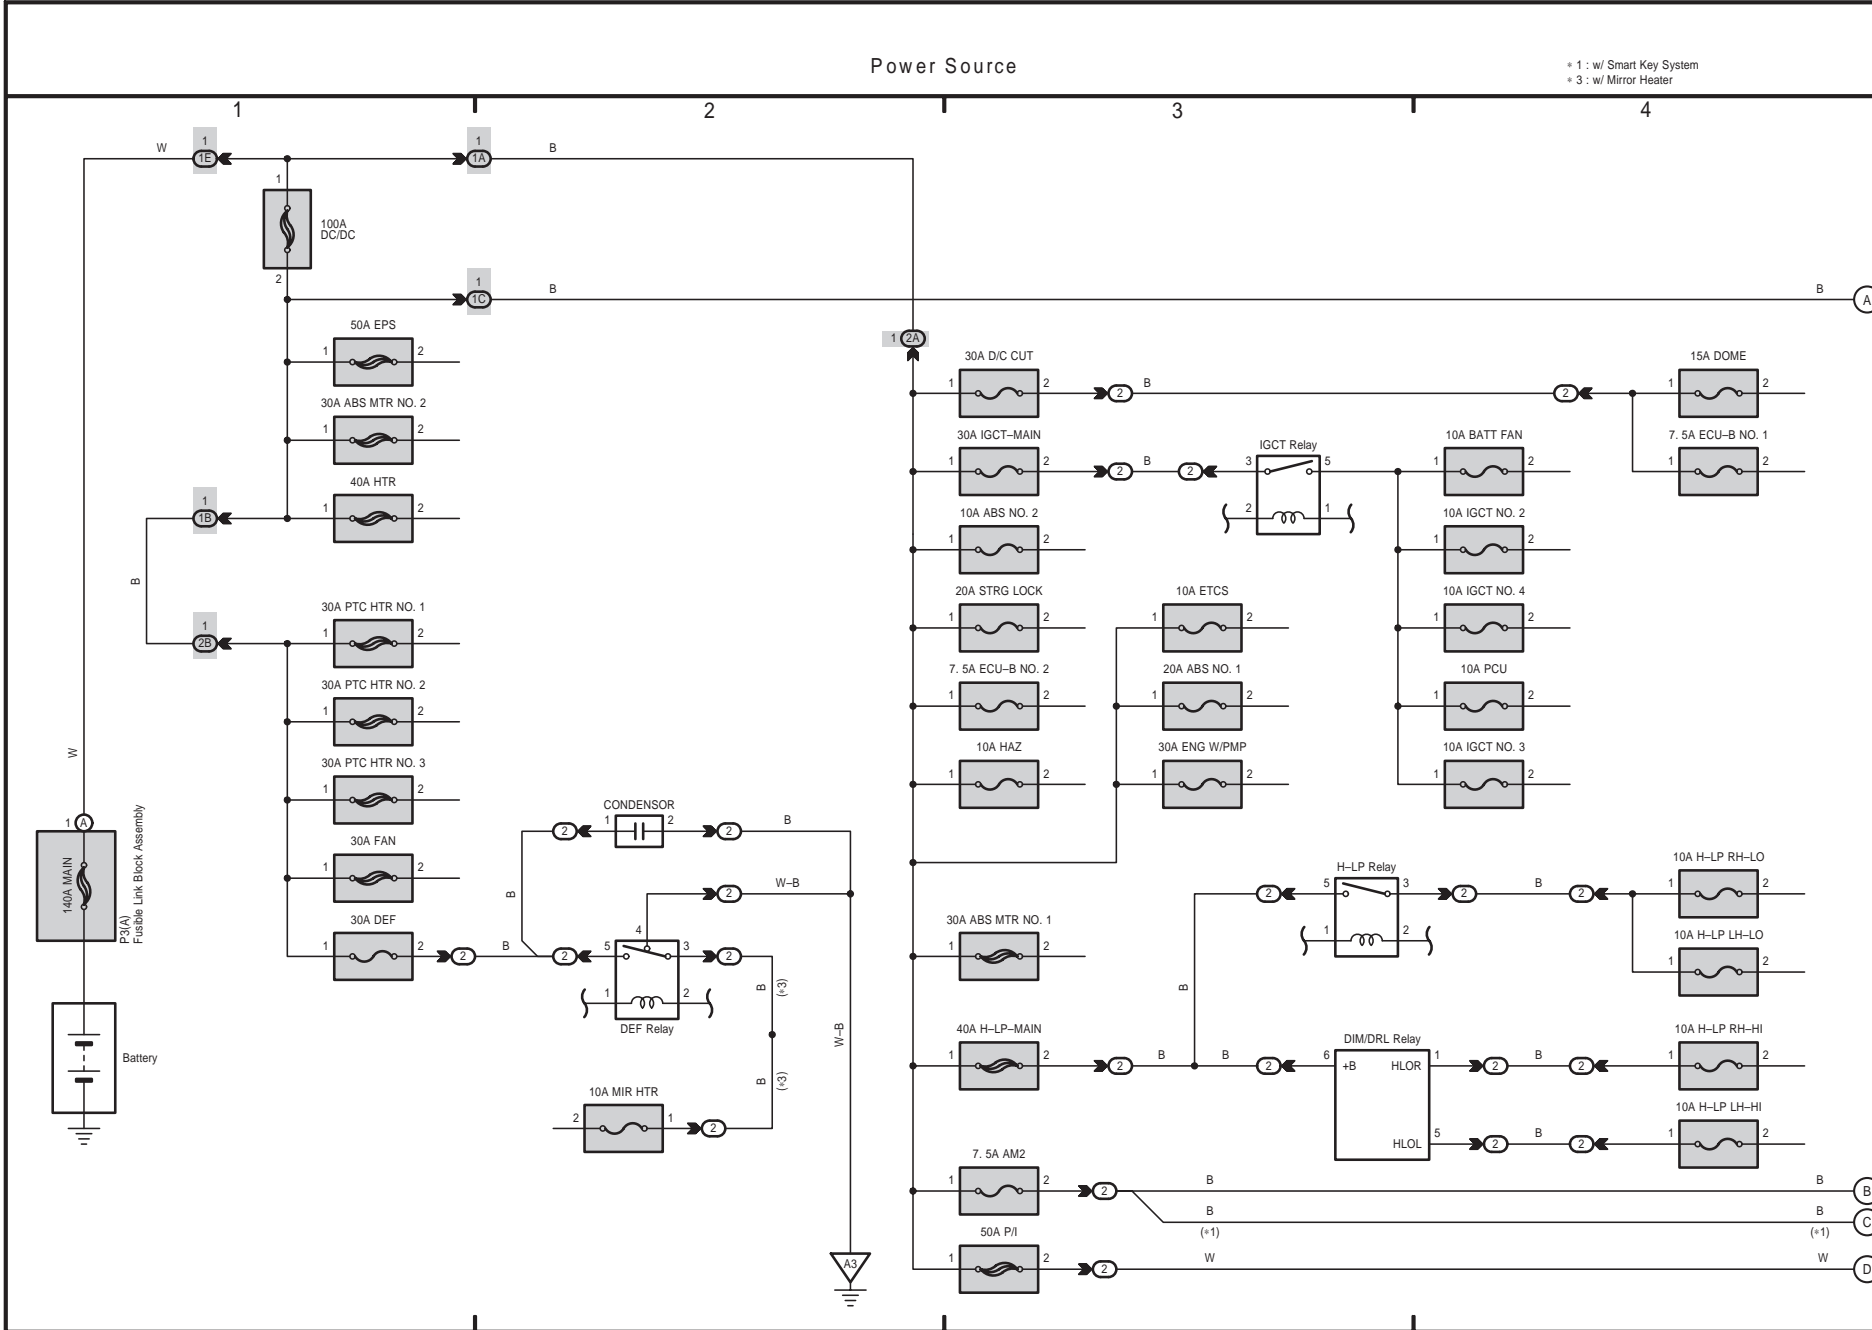 Power Source
∗ 1 : w/ Smart Key System
∗ 3 : w/ Mirror Heater
1
2
3
4
W
1
1E
1
1A
B
1
100A
DC/DC
2
1
1C
B
B
A
50A EPS
1
2
1
2A
30A ABS MTR NO. 2
1
2
40A HTR
1
2
1
1B
B
1
2B
30A PTC HTR NO. 1
1
2
30A PTC HTR NO. 2
1
2
30A PTC HTR NO. 3
1
2
30A FAN
1
2
30A DEF
1
2
2
B
W
1
A
140A MAIN
P3(A)
Fusible Link Block Assembly
Battery
CONDENSOR
2
1
2
2
B
B
2
W–B
4
2
5
3
2
1
2
DEF Relay
B
(∗3)
B
(∗3)
W–B
10A MIR HTR
2
1
2
A3
30A D/C CUT
1
2
2
B
2
15A DOME
1
2
7. 5A ECU–B NO. 1
1
2
30A IGCT–MAIN
1
2
2
B
2
IGCT Relay
3
5
2
1
10A BATT FAN
1
2
10A ABS NO. 2
1
2
10A IGCT NO. 2
1
2
20A STRG LOCK
1
2
10A ETCS
1
2
10A IGCT NO. 4
1
2
7. 5A ECU–B NO. 2
1
2
20A ABS NO. 1
1
2
10A PCU
1
2
10A HAZ
1
2
30A ENG W/PMP
1
2
10A IGCT NO. 3
1
2
H–LP Relay
2
5
3
2
B
2
1
2
10A H–LP RH–LO
1
2
10A H–LP LH–LO
1
2
30A ABS MTR NO. 1
1
2
B
40A H–LP–MAIN
1
2
2
B
B
2
DIM/DRL Relay
6
+B
HLOR
1
2
B
2
10A H–LP RH–HI
1
2
HLOL
5
2
B
2
10A H–LP LH–HI
1
2
7. 5A AM2
1
2
2
B
B
B
B
(∗1)
B
(∗1)
C
50A P/I
1
2
2
W
W
D